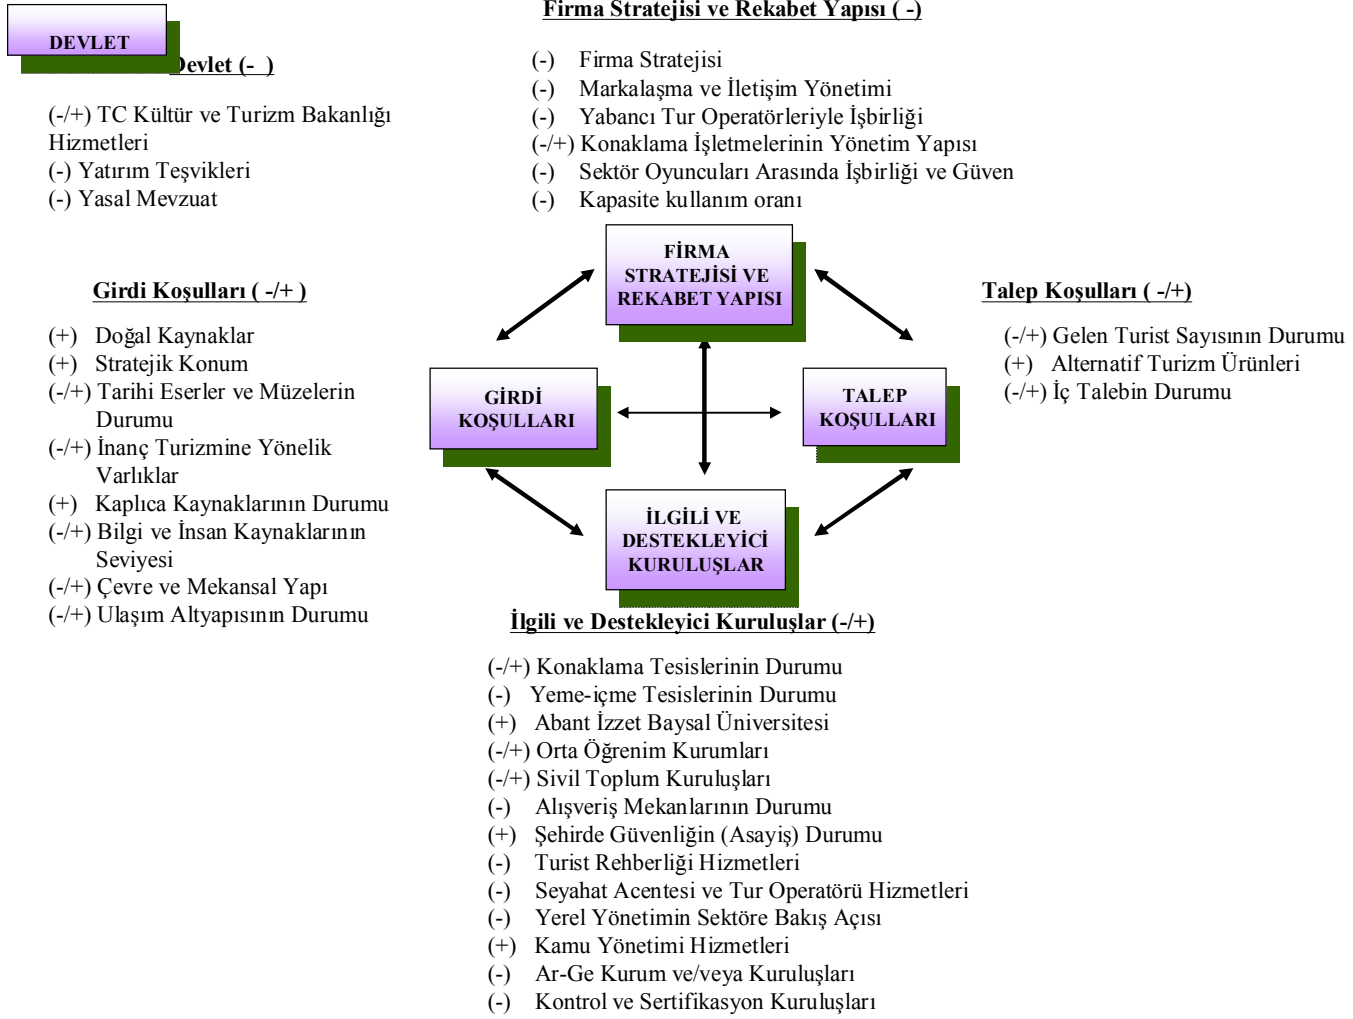 DEVLET
Devlet (- )
(-/+) TC Kültür ve Turizm Bakanlığı
Hizmetleri
(-) Yatırım Teşvikleri
(-) Yasal Mevzuat
Firma Stratejisi ve Rekabet Yapısı ( -)
(-) Firma Stratejisi
(-) Markalaşma ve İletişim Yönetimi
(-) Yabancı Tur Operatörleriyle İşbirliği
(-/+) Konaklama İşletmelerinin Yönetim Yapısı
(-) Sektör Oyuncuları Arasında İşbirliği ve Güven
(-) Kapasite kullanım oranı
Girdi Koşulları ( -/+ )
(+) Doğal Kaynaklar
(+) Stratejik Konum
(-/+) Tarihi Eserler ve Müzelerin
Durumu
(-/+) İnanç Turizmine Yönelik
Varlıklar
(+) Kaplıca Kaynaklarının Durumu
(-/+) Bilgi ve İnsan Kaynaklarının
Seviyesi
(-/+) Çevre ve Mekansal Yapı
(-/+) Ulaşım Altyapısının Durumu
FİRMA
STRATEJİSİ VE
REKABET YAPISI
GİRDİ
KOŞULLARI
TALEP
KOŞULLARI
İLGİLİ VE
DESTEKLEYİCİ
KURULUŞLAR
Talep Koşulları ( -/+)
(-/+) Gelen Turist Sayısının Durumu
(+) Alternatif Turizm Ürünleri
(-/+) İç Talebin Durumu
İlgili ve Destekleyici Kuruluşlar (-/+)
(-/+) Konaklama Tesislerinin Durumu
(-) Yeme-içme Tesislerinin Durumu
(+) Abant İzzet Baysal Üniversitesi
(-/+) Orta Öğrenim Kurumları
(-/+) Sivil Toplum Kuruluşları
(-) Alışveriş Mekanlarının Durumu
(+) Şehirde Güvenliğin (Asayiş) Durumu
(-) Turist Rehberliği Hizmetleri
(-) Seyahat Acentesi ve Tur Operatörü Hizmetleri
(-) Yerel Yönetimin Sektöre Bakış Açısı
(+) Kamu Yönetimi Hizmetleri
(-) Ar-Ge Kurum ve/veya Kuruluşları
(-) Kontrol ve Sertifikasyon Kuruluşları